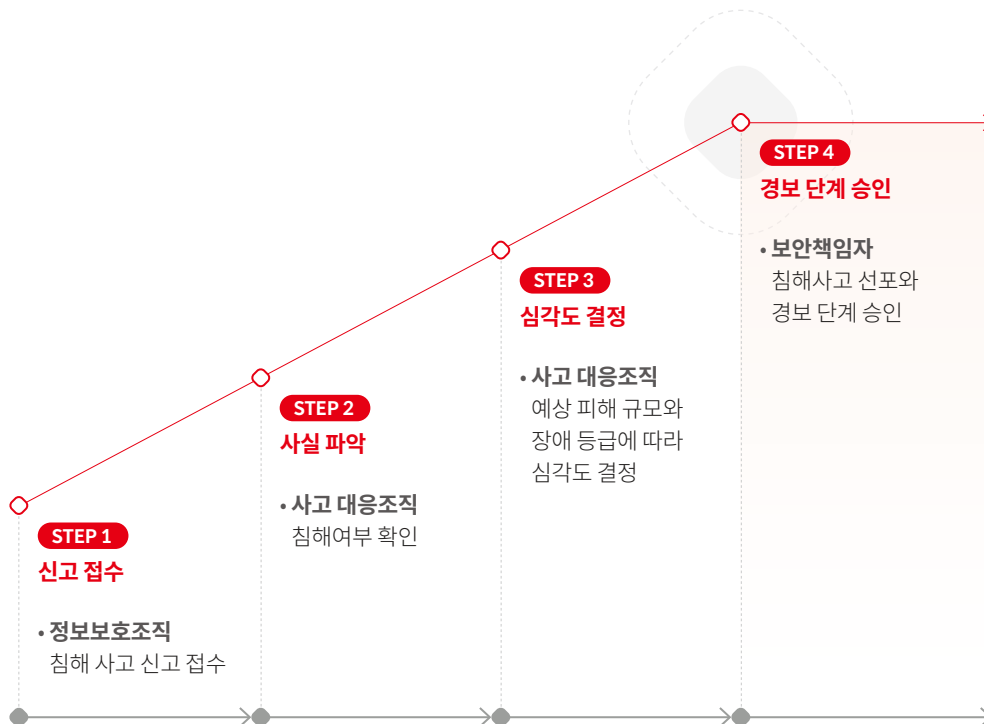 STEP 1
신고 접수
• 정보보호조직
침해 사고 신고 접수
STEP 2
사실 파악
• 사고 대응조직
침해여부 확인
STEP 3
심각도 결정
• 사고 대응조직
예상 피해 규모와
장애 등급에 따라
심각도 결정
STEP 4
경보 단계 승인
• 보안책임자
침해사고 선포와
경보 단계 승인